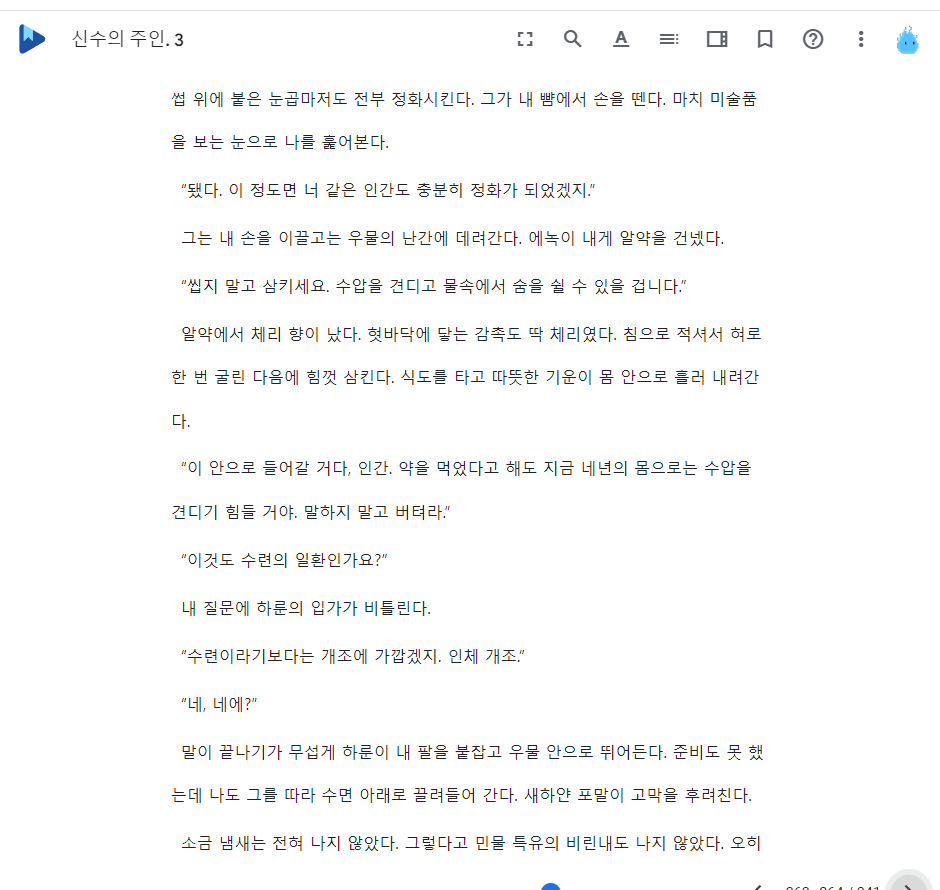 신수의 주인. 3
썹 위에 붙은 눈곱마저도 전부 정화시킨다. 그가 내 뺨에서 손을 뗀다. 마치 미술품
을 보는 눈으로 나를 훑어본다.
“됐다. 이 정도면 너 같은 인간도 충분히 정화가 되었겠지.”
그는 내 손을 이끌고는 우물의 난간에 데려간다. 에녹이 내게 알약을 건넸다.
“씹지 말고 삼키세요. 수압을 견디고 물속에서 숨을 쉴 수 있을 겁니다.”
알약에서 체리 향이 났다. 혓바닥에 닿는 감촉도 딱 체리였다. 침으로 적셔서 혀로
한 번 굴린 다음에 힘껏 삼킨다. 식도를 타고 따뜻한 기운이 몸 안으로 흘러 내려간
다.
“이 안으로 들어갈 거다, 인간. 약을 먹었다고 해도 지금 네년의 몸으로는 수압을
견디기 힘들 거야. 말하지 말고 버텨라.”
“이것도 수련의 일환인가요?”
내 질문에 하룬의 입가가 비틀린다.
“수련이라기보다는 개조에 가깝겠지. 인체 개조.”
“네, 네에?”
말이 끝나기가 무섭게 하룬이 내 팔을 붙잡고 우물 안으로 뛰어든다. 준비도 못 했
는데 나도 그를 따라 수면 아래로 끌려들어 간다. 새하얀 포말이 고막을 후려친다.
소금 냄새는 전혀 나지 않았다. 그렇다고 민물 특유의 비린내도 나지 않았다. 오히